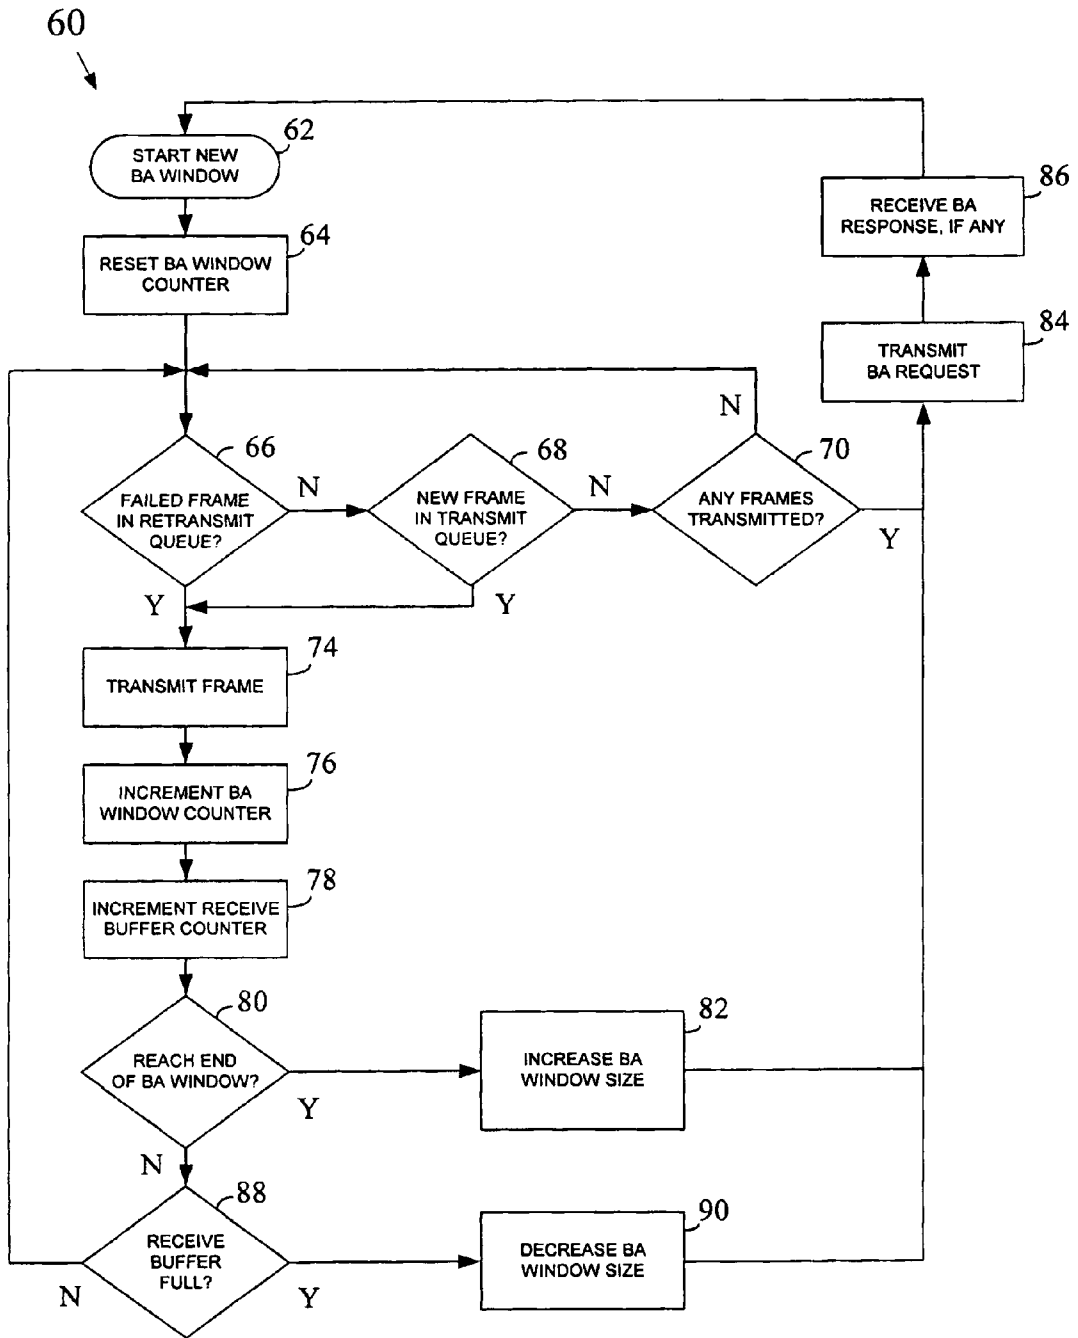 60
62
START NEW
BA WINDOW
64
RESET BA WINDOW
COUNTER
86
RECEIVE BA
RESPONSE, IF ANY
84
TRANSMIT
BA REQUEST
66
FAILED FRAME
IN RETRANSMIT
QUEUE?
N
Y
68
NEW FRAME
IN TRANSMIT
QUEUE?
N
Y
70
ANY FRAMES
TRANSMITTED?
N
Y
74
TRANSMIT FRAME
76
INCREMENT BA
WINDOW COUNTER
78
INCREMENT RECEIVE
BUFFER COUNTER
80
REACH END
OF BA WINDOW?
Y
N
82
INCREASE BA
WINDOW SIZE
88
RECEIVE
BUFFER
FULL?
N
Y
90
DECREASE BA
WINDOW SIZE